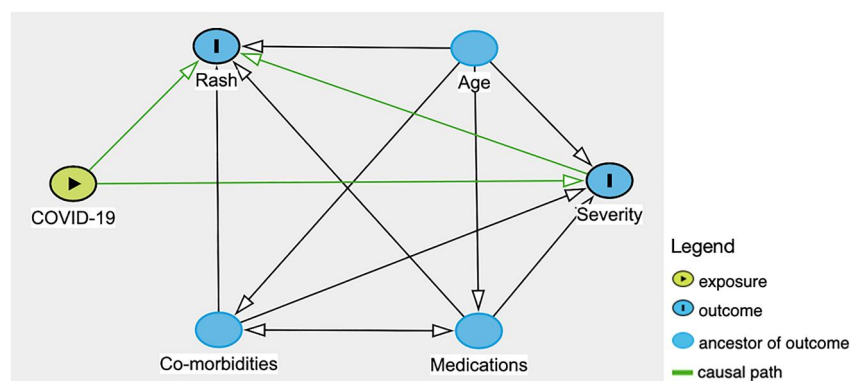 Rash
Age
COVID-19
Severity
Co-morbidities
Medications
Legend
exposure
outcome
ancestor of outcome
causal path